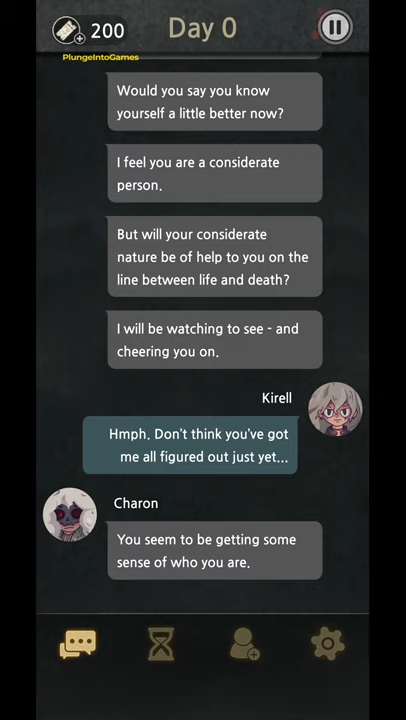 200
Day 0
PlungeIntoGames
Would you say you know
yourself a little better now?
I feel you are a considerate
person.
But will your considerate
nature be of help to you on the
line between life and death?
I will be watching to see - and
cheering you on.
Kirell
Hmph. Don't think you've got
me all figured out just yet...
Charon
You seem to be getting some
sense of who you are.